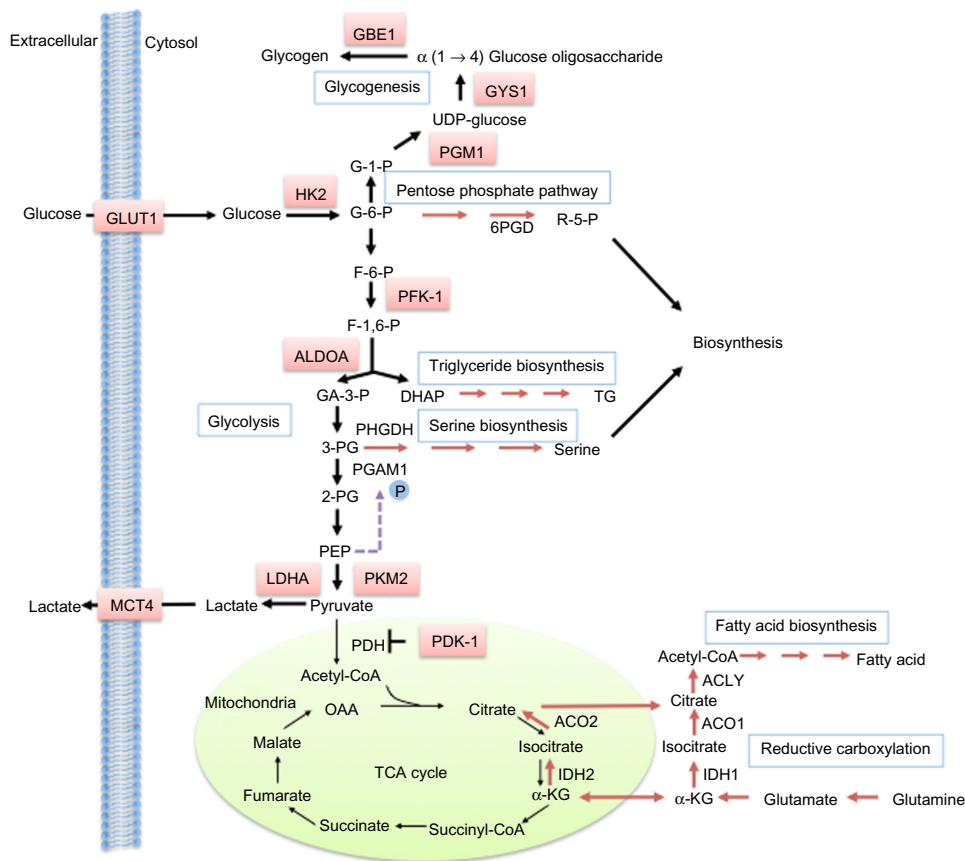 Extracellular
Cytosol
GBE1
Glycogen
α (1 → 4) Glucose oligosaccharide
Glycogenesis
GYS1
UDP-glucose
PGM1
G-1-P
Pentose phosphate pathway
HK2
Glucose
GLUT1
Glucose
G-6-P
6PGD
R-5-P
F-6-P
PFK-1
F-1,6-P
Biosynthesis
ALDOA
Triglyceride biosynthesis
GA-3-P
DHAP
TG
Glycolysis
PHGDH
Serine biosynthesis
3-PG
Serine
PGAM1
2-PG
P
PEP
LDHA
PKM2
Lactate
MCT4
Lactate
Pyruvate
Fatty acid biosynthesis
PDH
PDK-1
Acetyl-CoA
Fatty acid
Acetyl-CoA
ACLY
Mitochondria
OAA
Citrate
Citrate
ACO2
ACO1
Malate
Isocitrate
Isocitrate
Reductive carboxylation
TCA cycle
IDH2
IDH1
Fumarate
α-KG
α-KG
Glutamate
Glutamine
Succinate
Succinyl-CoA